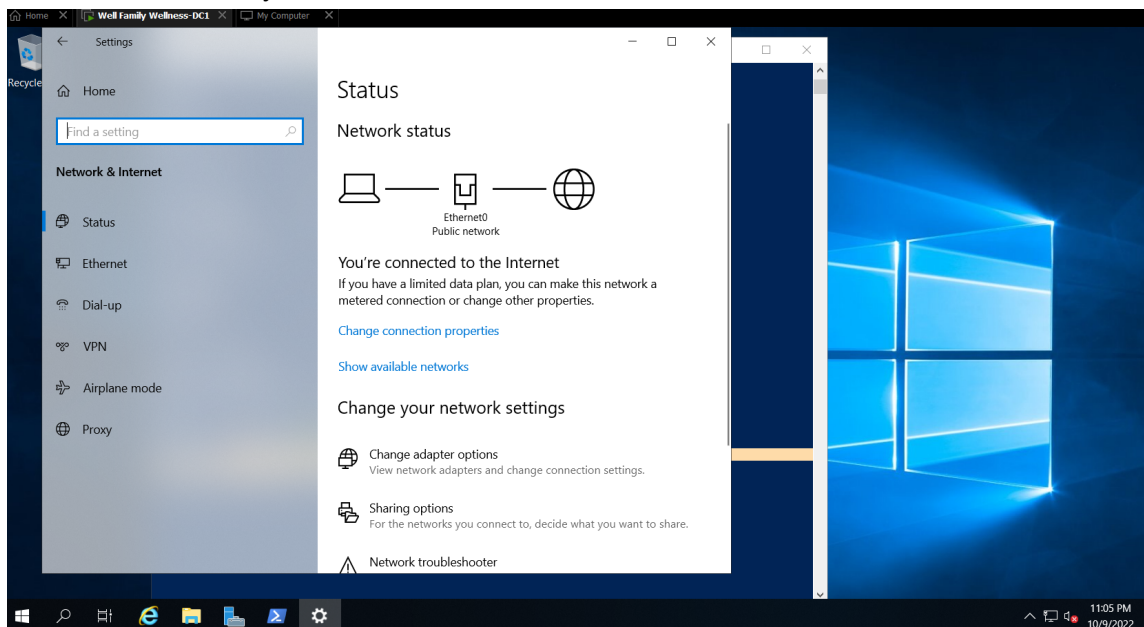 Home
Well Family Wellness-DC1
My Computer
Recycle
Settings
Home
Find a setting
Network & Internet
Status
Ethernet
Dial-up
VPN
Airplane mode
Proxy
Status
Network status
Ethernet0
Public network
You're connected to the Internet
If you have a limited data plan, you can make this network a
metered connection or change other properties.
Change connection properties
Show available networks
Change your network settings
Change adapter options
View network adapters and change connection settings.
Sharing options
For the networks you connect to, decide what you want to share.
Network troubleshooter
11:05 PM
10/9/2022